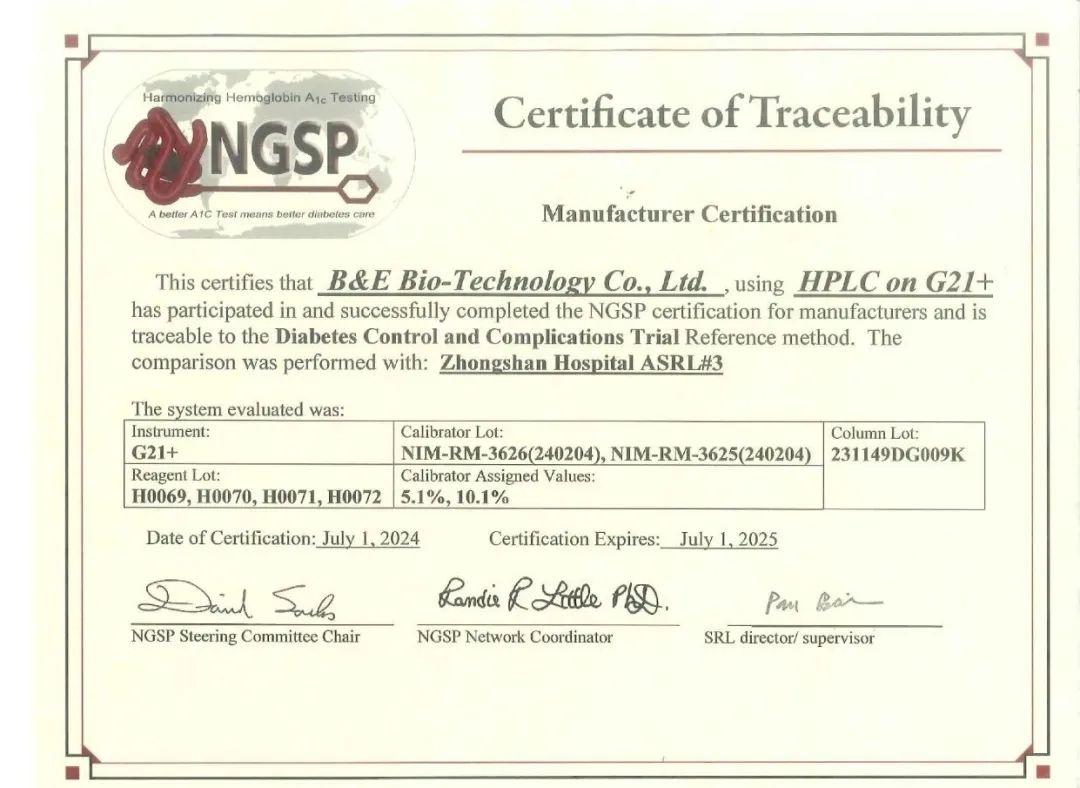 Harmonizing Hemoglobin A1c Testing
NGSP
A better A1C Test means better diabetes care
Certificate of Traceability
Manufacturer Certification
This certifies that B&E Bio-Technology Co., Ltd. , using HPLC on G21+
has participated in and successfully completed the NGSP certification for manufacturers and is
traceable to the Diabetes Control and Complications Trial Reference method. The
comparison was performed with: Zhongshan Hospital ASRL#3
The system evaluated was:
Instrument:
G21+
Calibrator Lot:
NIM-RM-3626(240204), NIM-RM-3625(240204)
Column Lot:
231149DG009K
Reagent Lot:
H0069, H0070, H0071, H0072
Calibrator Assigned Values:
5.1%, 10.1%
Date of Certification: July 1, 2024 Certification Expires: July 1, 2025
David Sacks
Randie R Little PhD.
NGSP Steering Committee Chair
NGSP Network Coordinator
SRL director/ supervisor